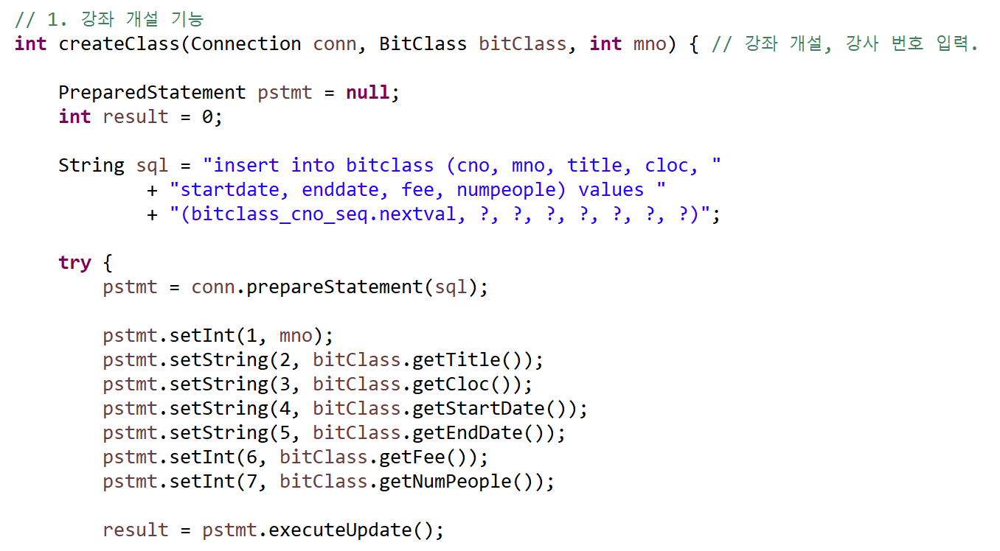 // 1. 강좌 개설 기능
int createClass(Connection conn, BitClass bitClass, int mno) { // 강좌 개설, 강사 번호 입력.
PreparedStatement pstmt = null;
int result = 0;
String sql = "insert into bitclass (cno, mno, title, cloc, "
+ "startdate, enddate, fee, numpeople) values "
+ "(bitclass_cno_seq.nextval, ?, ?, ?, ?, ?, ?, ?)";
try {
pstmt = conn.prepareStatement(sql);
pstmt.setInt(1, mno);
pstmt.setString(2, bitClass.getTitle());
pstmt.setString(3, bitClass.getCloc());
pstmt.setString(4, bitClass.getStartDate());
pstmt.setString(5, bitClass.getEndDate());
pstmt.setInt(6, bitClass.getFee());
pstmt.setInt(7, bitClass.getNumPeople());
result = pstmt.executeUpdate();